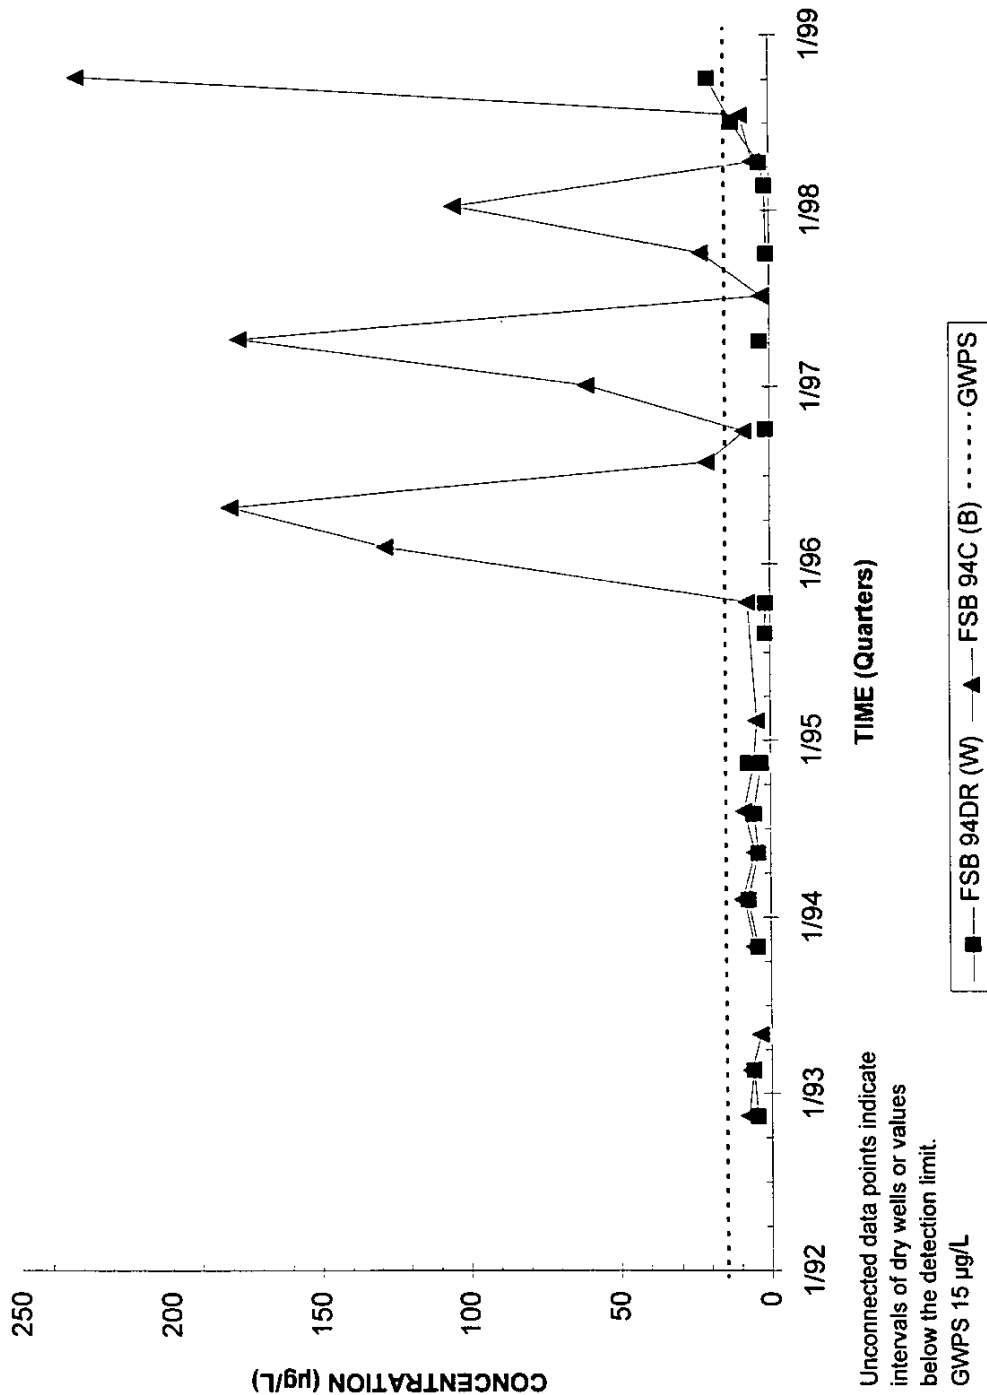 250
200
150
100
50
0
CONCENTRATION (µg/L)
1/92
1/93
1/94
1/95
1/96
1/97
1/98
1/99
TIME (Quarters)
Unconnected data points indicate
intervals of dry wells or values
below the detection limit.
GWPS 15 µg/L
FSB 94DR (W) FSB 94C (B) GWPS